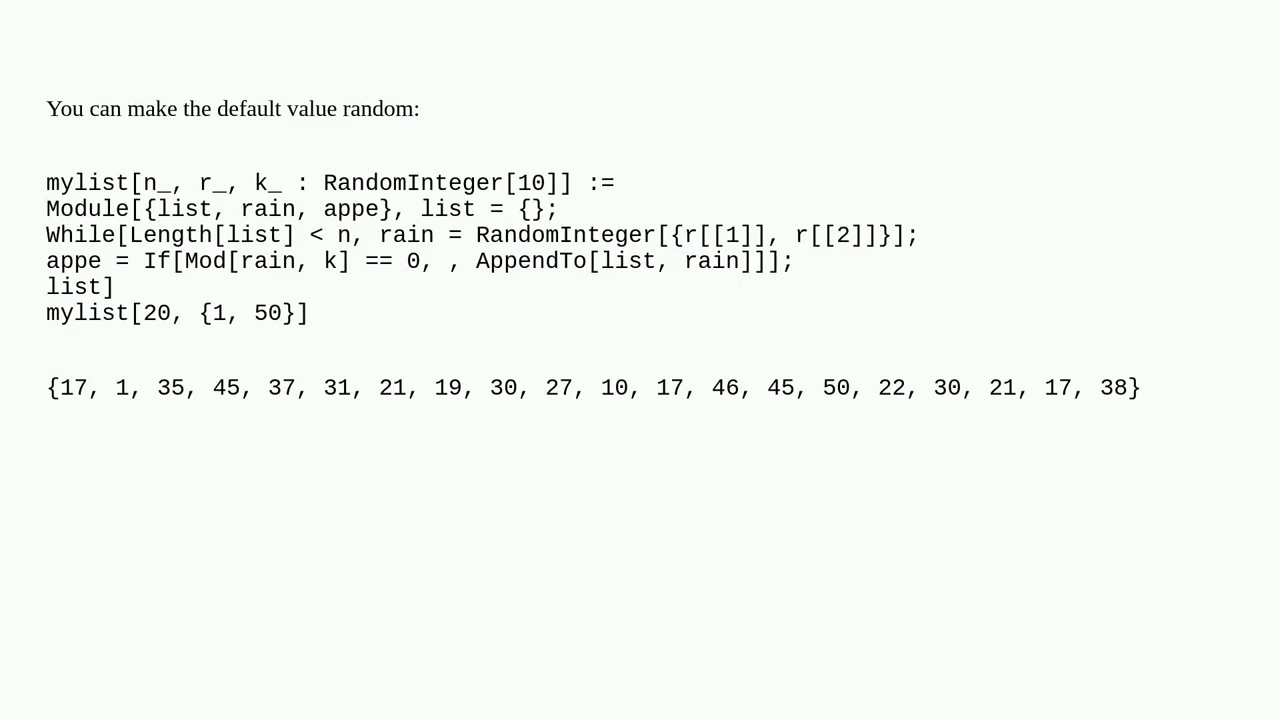 You can make the default value random:
mylist[n_, r_, k_ : RandomInteger[10]] :=
Module[{list, rain, appe}, list = {};
While[Length[list] < n, rain = RandomInteger[{r[[1]], r[[2]]}];
appe = If[Mod[rain, k] == 0, , AppendTo[list, rain]]];
list]
mylist[20, {1, 50}]
{17, 1, 35, 45, 37, 31, 21, 19, 30, 27, 10, 17, 46, 45, 50, 22, 30, 21, 17, 38}